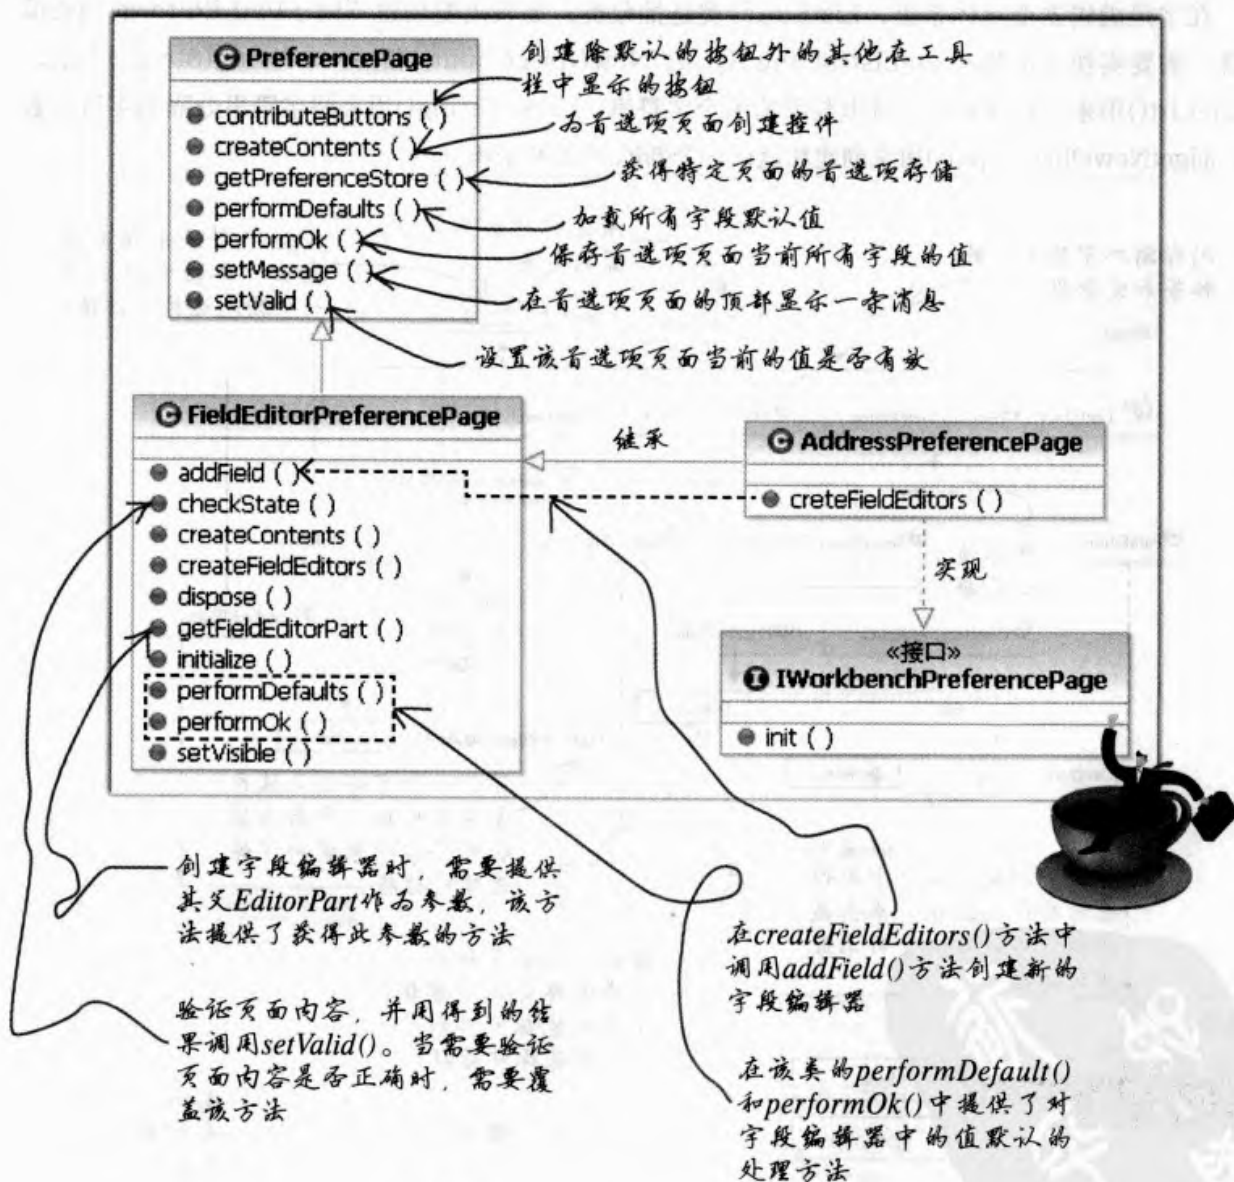 PreferencePage
contributeButtons ( )
createContents ( )
getPreferenceStore ( )
performDefaults ( )
performOk ( )
setMessage ( )
setValid ( )
创建除默认的按钮外的其他在工具
栏中显示的按钮
为首选项页面创建控件
获得特定页面的首选项存储
加载所有字段默认值
保存首选项页面当前所有字段的值
在首选项页面的顶部显示一条消息
设置该首选项页面当前的值是否有效
FieldEditorPreferencePage
addField ( )
checkState ( )
createContents ( )
createFieldEditors ( )
dispose ( )
getFieldEditorPart ( )
initialize ( )
performDefaults ( )
performOk ( )
setVisible ( )
继承
AddressPreferencePage
creteFieldEditors ( )
实现
«接口»
IWorkbenchPreferencePage
init ( )
创建字段编辑器时，需要提供
其父EditorPart作为参数，该方
法提供了获得此参数的方法
验证页面内容，并用得到的结
果调用setValid()。当需要验证
页面内容是否正确时，需要覆
盖该方法
在createFieldEditors()方法中
调用addField()方法创建新的
字段编辑器
在该类的performDefault()
和performOk()中提供了对
字段编辑器中的值默认的
处理方法